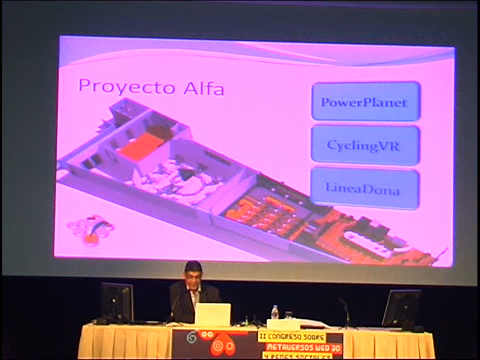 Proyecto Alfa
PowerPlanet
CyclingVR
LineaDona
II CONGRESO SOBRE
METAVERSOS WEB 3D
Y REDES SOCIALES